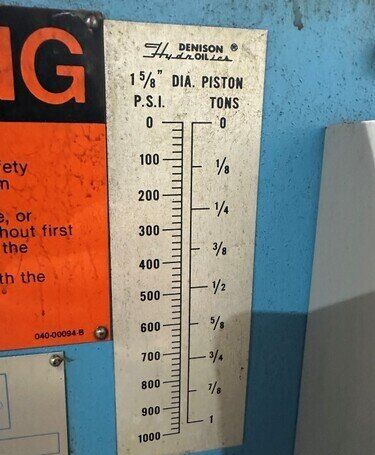 NG
fety
m
e, or
hout first
the
th the
040-00094-B
DENISON ®
HydrOILics
1 5/8" DIA. PISTON
P.S.I. TONS
0 0
100 1/8
200 1/4
300 3/8
400
500 1/2
600 5/8
700 3/4
800 7/8
900
1000 1